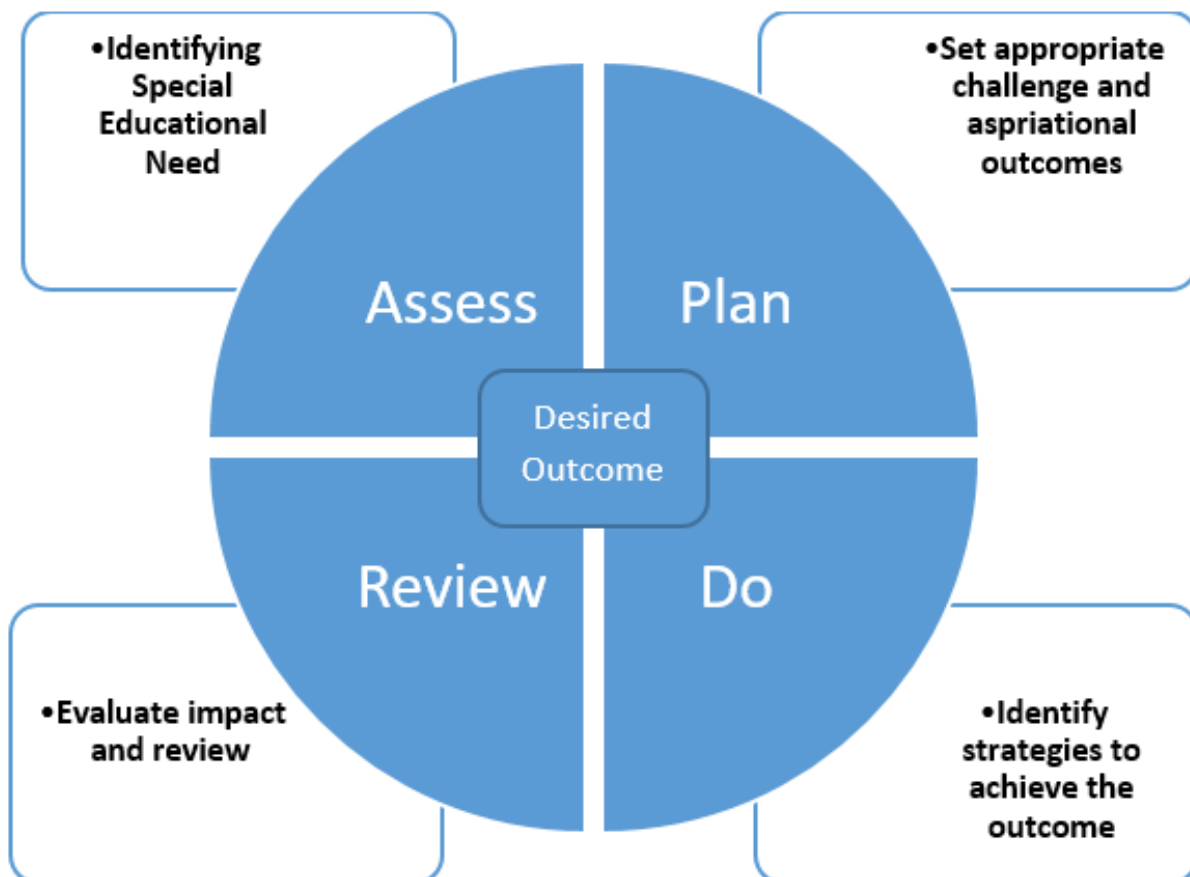 •Identifying
Special
Educational
Need
•Set appropriate
challenge and
aspriational
outcomes
Assess
Plan
Desired
Outcome
Review
Do
•Evaluate impact
and review
•Identify
strategies to
achieve the
outcome